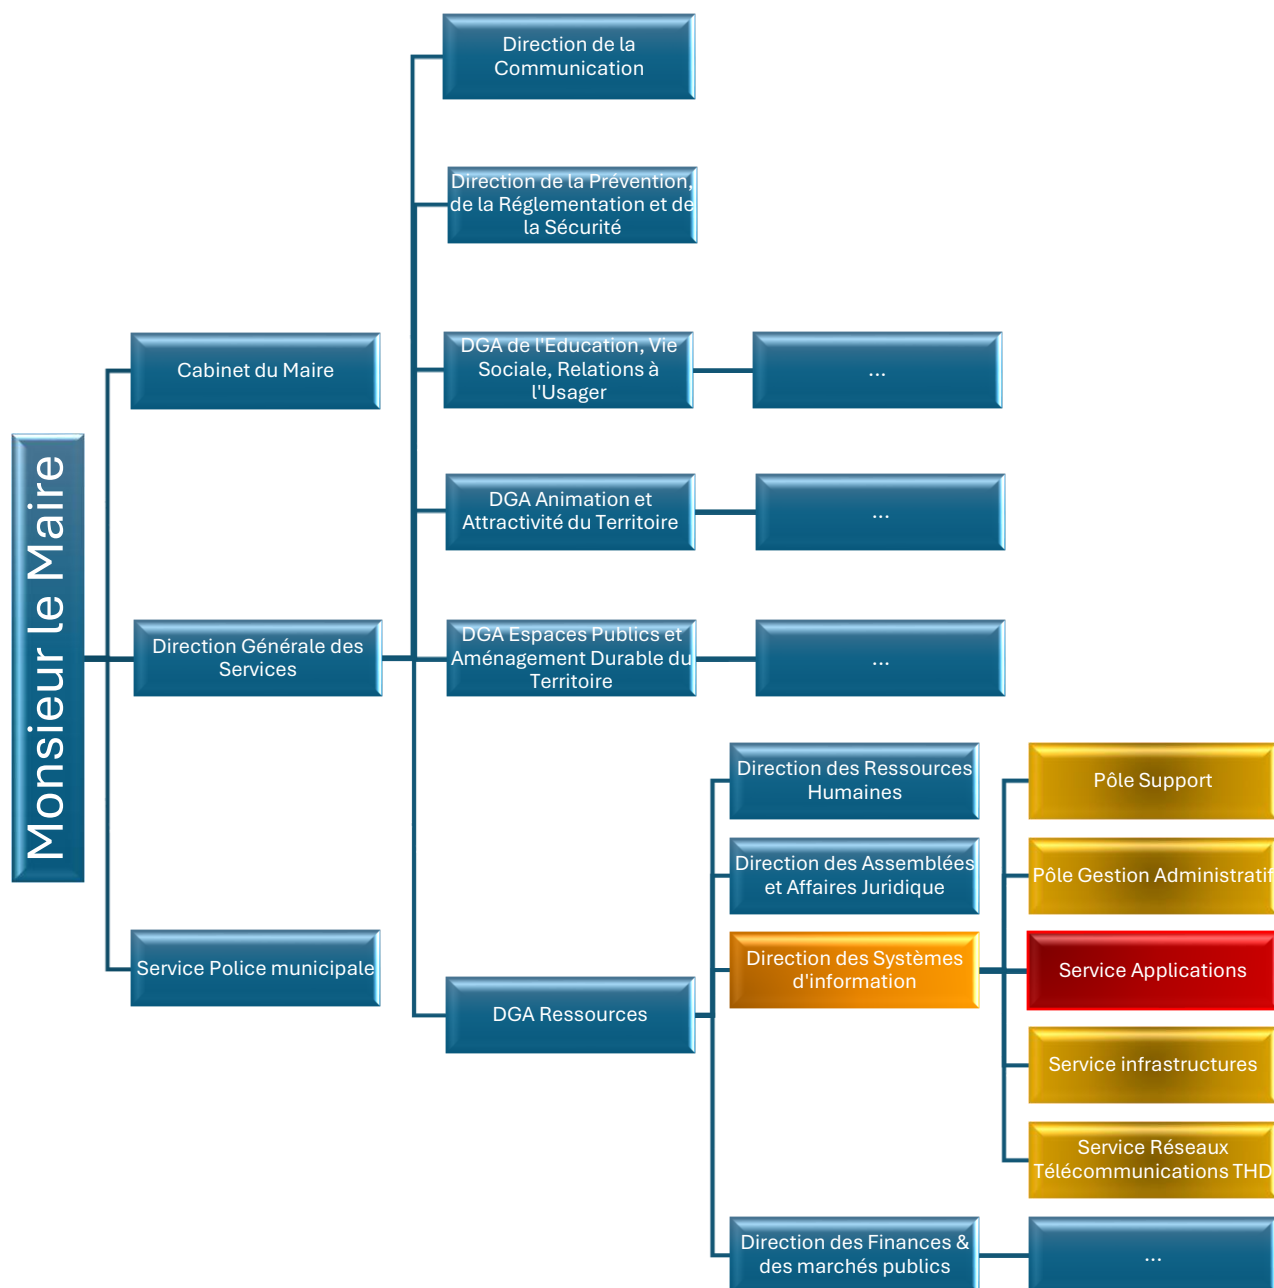 Monsieur le Maire
Cabinet du Maire
Direction Générale des
Services
Service Police municipale
Direction de la
Communication
Direction de la Prévention,
de la Réglementation et de
la Sécurité
DGA de l'Education, Vie
Sociale, Relations à
l'Usager
...
DGA Animation et
Attractivité du Territoire
...
DGA Espaces Publics et
Aménagement Durable du
Territoire
...
DGA Ressources
Direction des Ressources
Humaines
Direction des Assemblées
et Affaires Juridique
Direction des Systèmes
d'information
Pôle Support
Pôle Gestion Administratif
Service Applications
Service infrastructures
Service Réseaux
Télécommunications THD
Direction des Finances &
des marchés publics
...